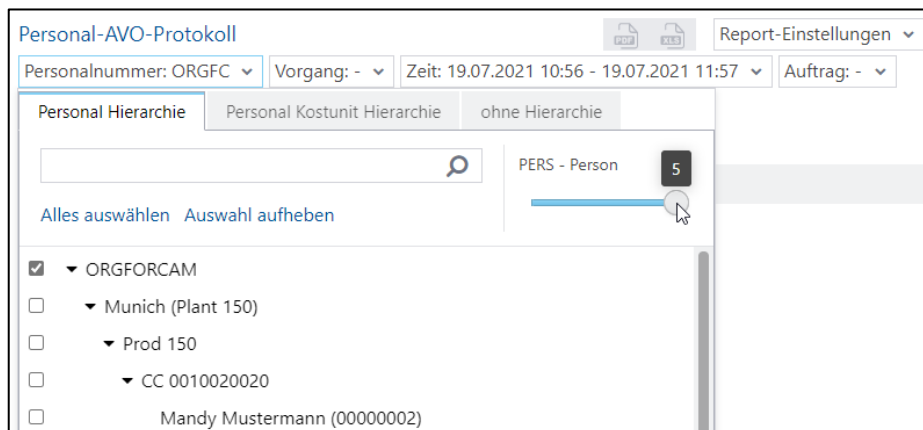 Personal-AVO-Protokoll
PDF XLS Report-Einstellungen
Personalnummer: ORGFC Vorgang: - Zeit: 19.07.2021 10:56 - 19.07.2021 11:57 Auftrag: -
Personal Hierarchie Personal Kostunit Hierarchie ohne Hierarchie
PERS - Person 5
Alles auswählen Auswahl aufheben
ORGFORCAM
Munich (Plant 150)
Prod 150
CC 0010020020
Mandy Mustermann (00000002)